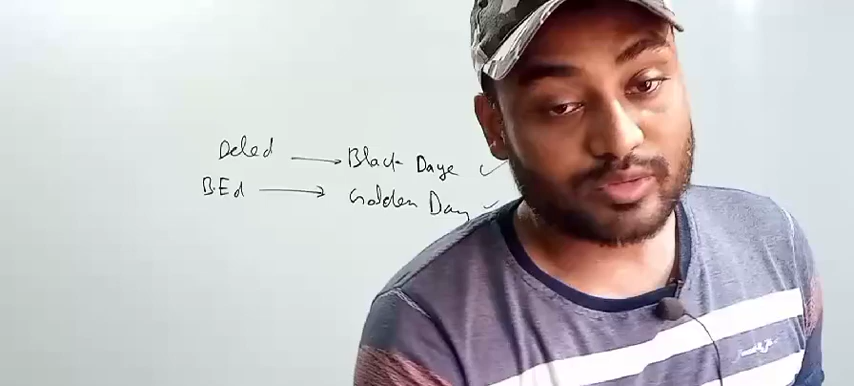 Deled → Black Daye ✓
BEd → Golden Day ✓